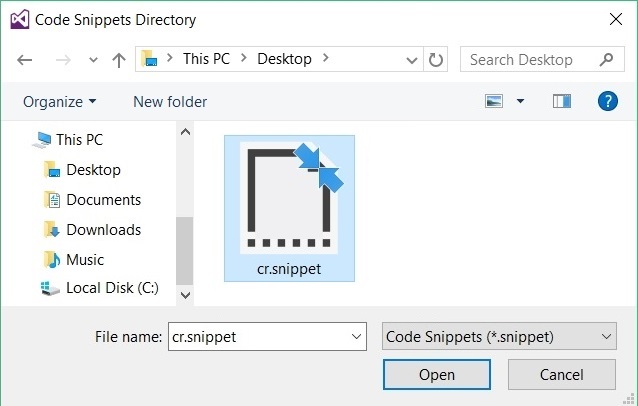 Code Snippets Directory
This PC Desktop Search Desktop
Organize New folder ?
This PC
Desktop
Documents
Downloads
Music
Local Disk (C:)
cr.snippet
File name: cr.snippet Code Snippets (*.snippet)
Open Cancel